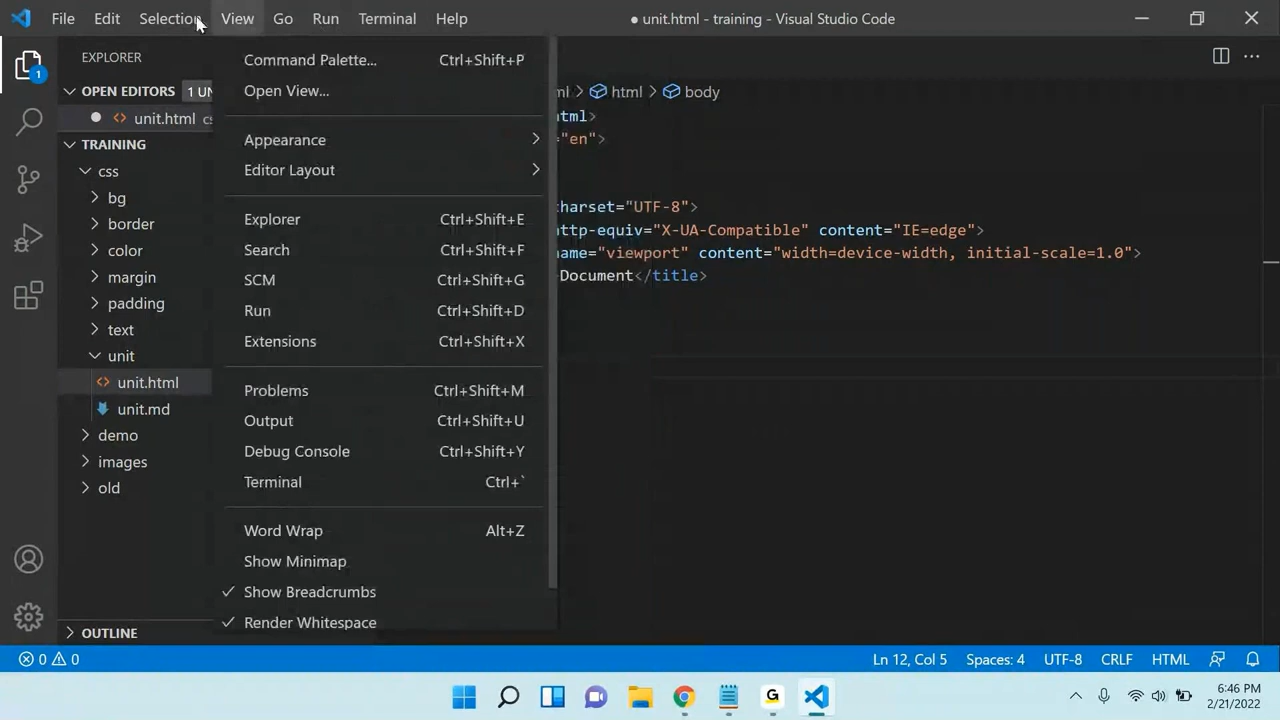 File Edit Selection View Go Run Terminal Help
● unit.html - training - Visual Studio Code
EXPLORER
1
OPEN EDITORS 1 UN
unit.html cs
TRAINING
css
bg
border
color
margin
padding
text
unit
unit.html
unit.md
demo
images
old
OUTLINE
Command Palette... Ctrl+Shift+P
Open View...
Appearance
Editor Layout
Explorer Ctrl+Shift+E
Search Ctrl+Shift+F
SCM Ctrl+Shift+G
Run Ctrl+Shift+D
Extensions Ctrl+Shift+X
Problems Ctrl+Shift+M
Output Ctrl+Shift+U
Debug Console Ctrl+Shift+Y
Terminal Ctrl+`
Word Wrap Alt+Z
Show Minimap
✓ Show Breadcrumbs
✓ Render Whitespace
ml > html > body
tml>
="en">
harset="UTF-8">
ttp-equiv="X-UA-Compatible" content="IE=edge">
ame="viewport" content="width=device-width, initial-scale=1.0">
Document</title>
0 0 Ln 12, Col 5 Spaces: 4 UTF-8 CRLF HTML
G 6:46 PM
2/21/2022